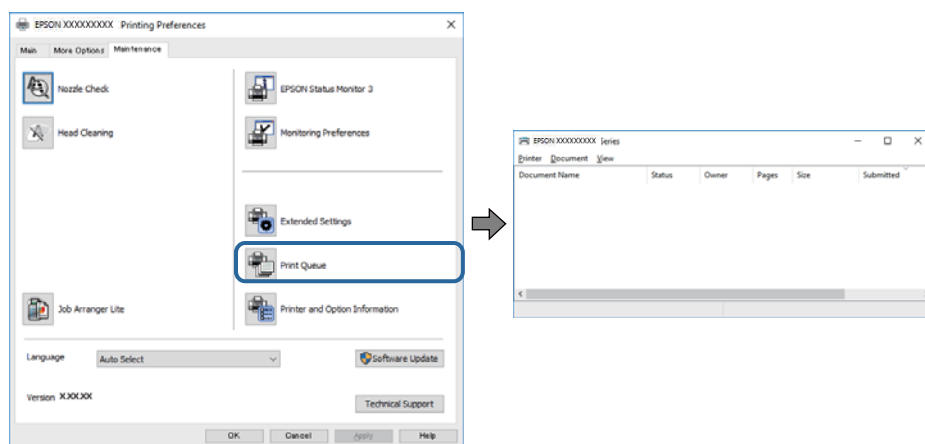 EPSON XXXXXXXXX Printing Preferences
Main More Options Maintenance
Nozzle Check
EPSON Status Monitor 3
Head Cleaning
Monitoring Preferences
Extended Settings
Print Queue
Job Arranger Lite
Printer and Option Information
Language Auto Select
Software Update
Version X.XX.XX
Technical Support
OK Cancel Apply Help
EPSON XXXXXXXXX Series
Printer Document View
Document Name Status Owner Pages Size Submitted